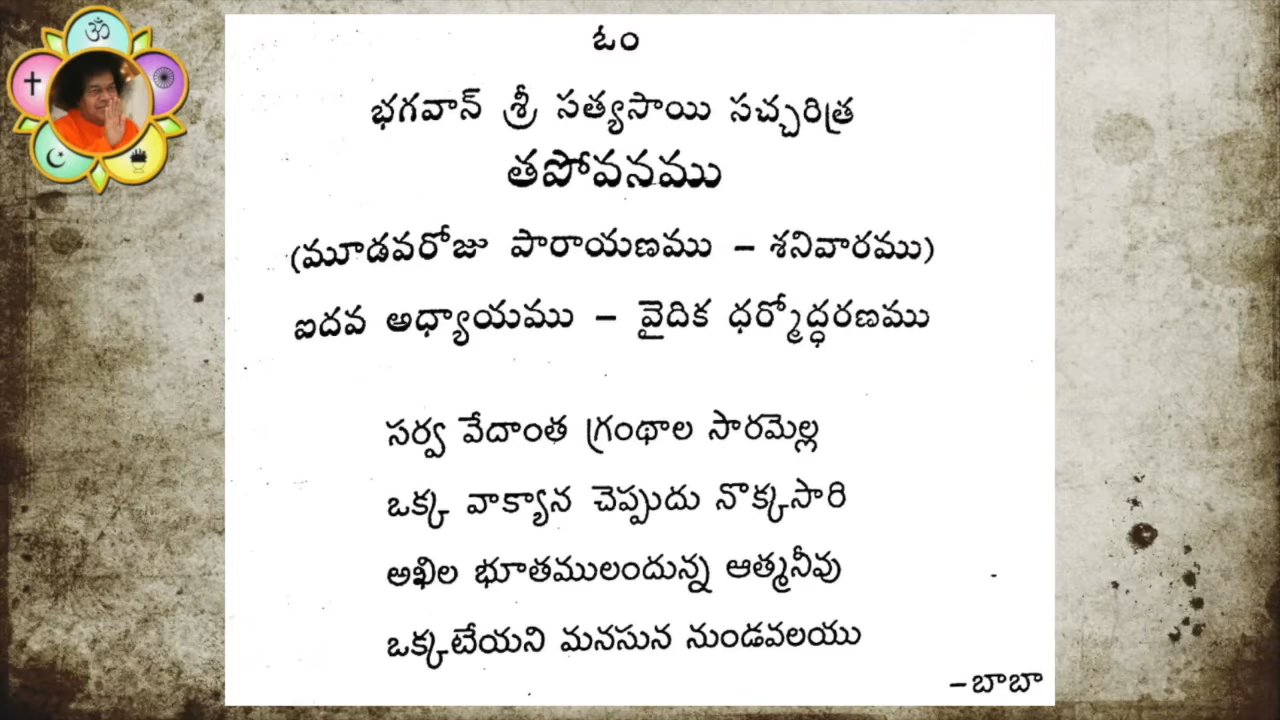 ఓం
భగవాన్ శ్రీ సత్యసాయి సచ్చరిత్ర
తపోవనము
(మూడవరోజు పారాయణము – శనివారము)
ఐదవ అధ్యాయము – వైదిక ధర్మోద్ధరణము
సర్వ వేదాంత గ్రంథాల సారమెల్ల
ఒక్క వాక్యాన చెప్పుదు నొక్కసారి
అఖిల భూతములందున్న ఆత్మనీవు
ఒక్కటేయని మనసున నుండవలయు
–బాబా